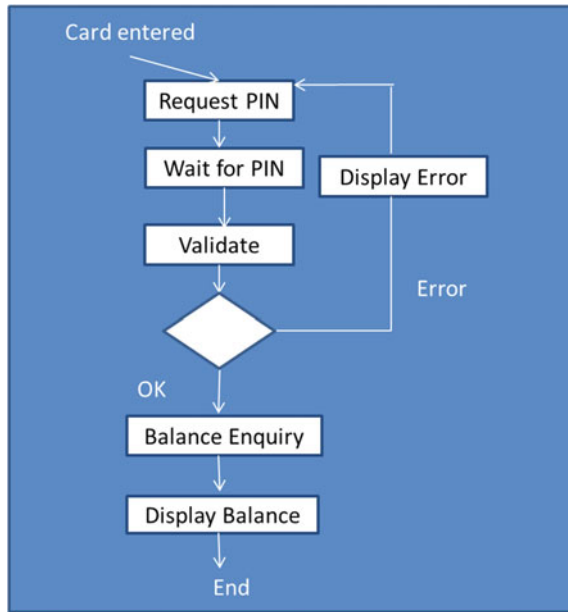 Card entered
Request PIN
Wait for PIN
Display Error
Validate
Error
OK
Balance Enquiry
Display Balance
End